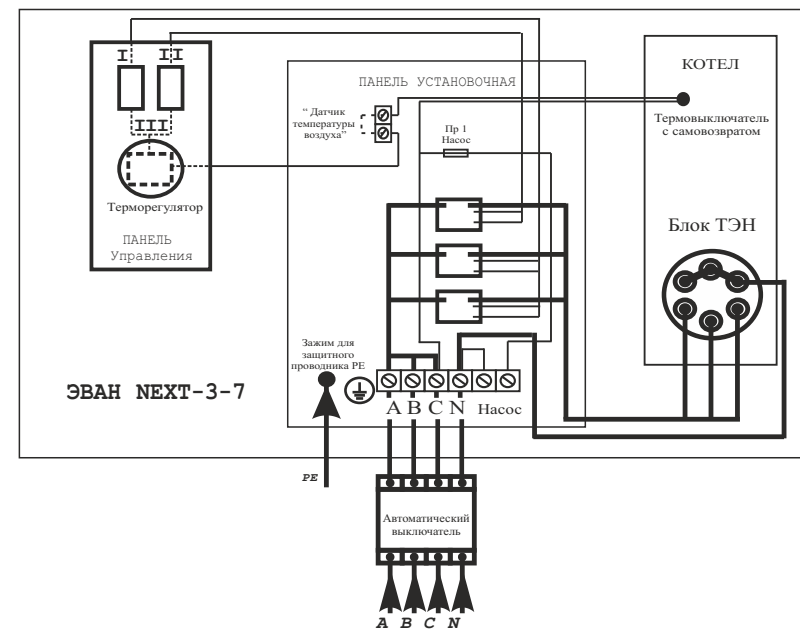 I II
III
Терморегулятор
ПАНЕЛЬ
Управления
ПАНЕЛЬ УСТАНОВОЧНАЯ
“ Датчик
температуры
воздуха”
Пр 1
Насос
КОТЕЛ
Термовыключатель
с самовозвратом
Блок ТЭН
Зажим для
защитного
проводника РЕ
ЭВАН NEXT-3-7
A B C N Насос
PE
Автоматический
выключатель
A B C N